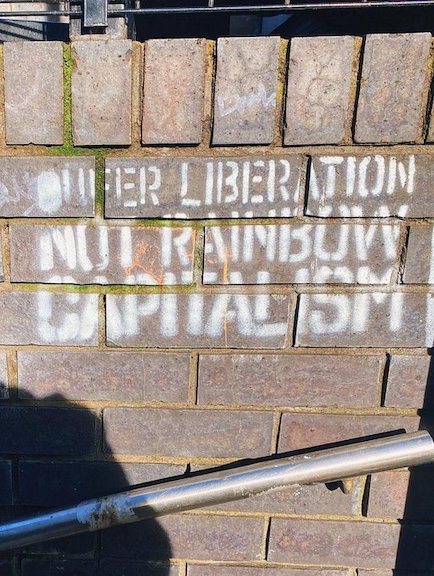 QUEER LIBERATION
NOT RAINBOW
CAPITALISM